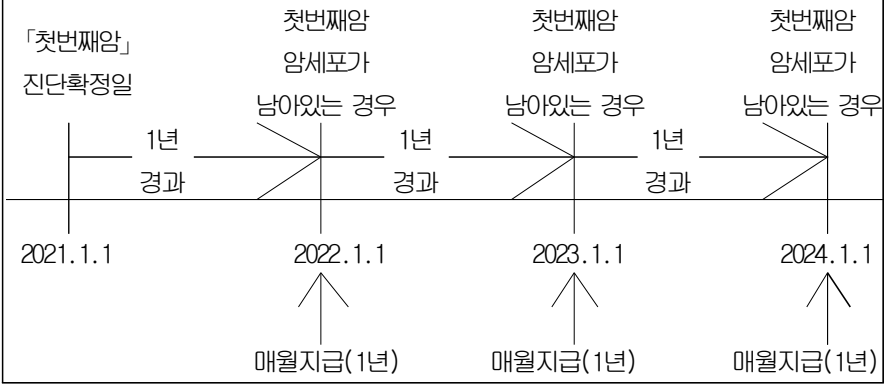 「첫번째암」
진단확정일
첫번째암
암세포가
남아있는 경우
첫번째암
암세포가
남아있는 경우
첫번째암
암세포가
남아있는 경우
1년
경과
1년
경과
1년
경과
2021.1.1
2022.1.1
2023.1.1
2024.1.1
매월지급(1년)
매월지급(1년)
매월지급(1년)